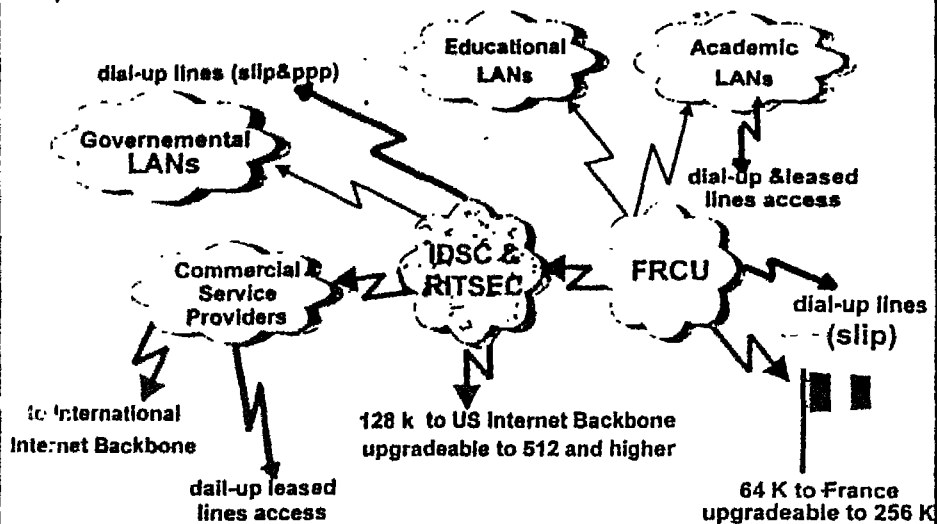 Educational
LANs
Academic
LANs
dial-up lines (slip&ppp)
Governemental
LANs
dial-up &leased
lines access
IDSC &
RITSEC
FRCU
Commercial
Service
Providers
dial-up lines
(slip)
to International
Internet Backbone
128 k to US Internet Backbone
upgradeable to 512 and higher
dail-up leased
lines access
64 K to France
upgradeable to 256 K